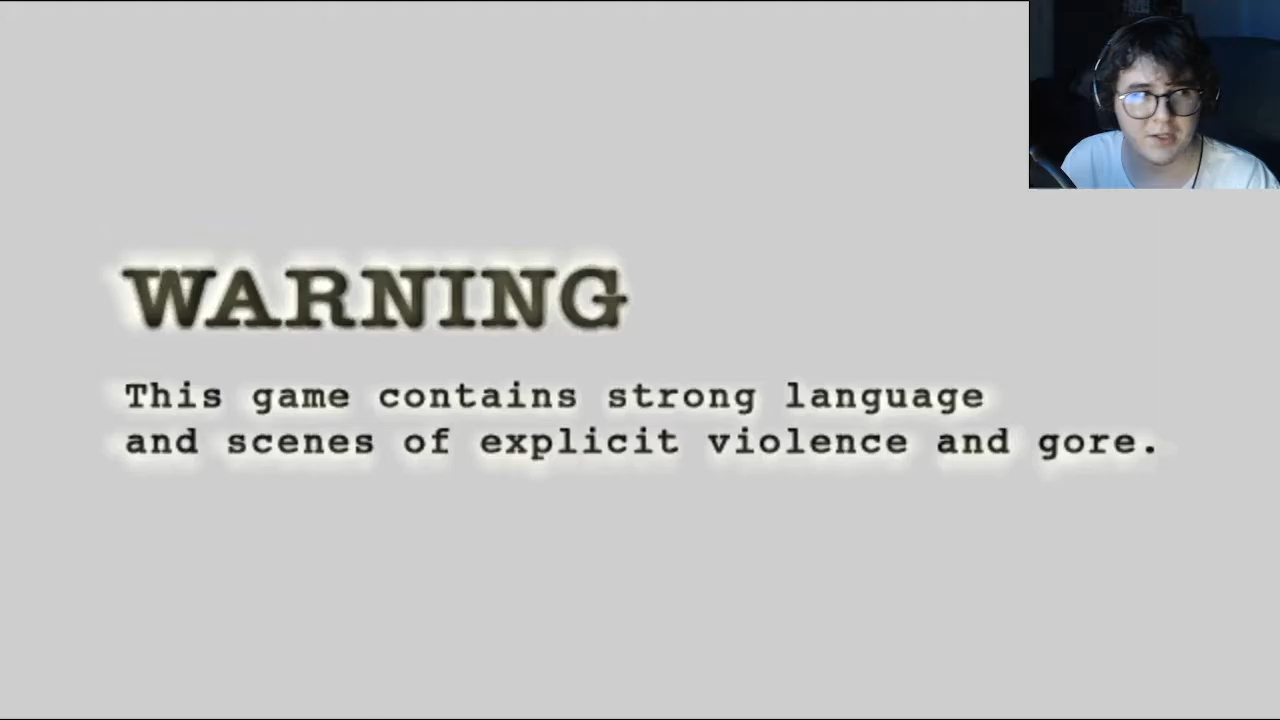 WARNING
This game contains strong language
and scenes of explicit violence and gore.